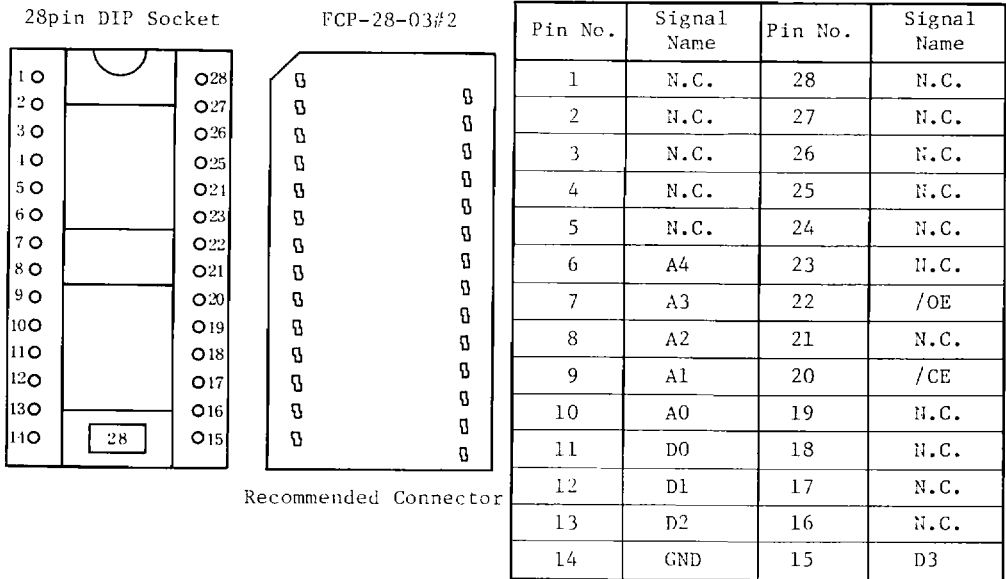 28pin DIP Socket
FCP-28-03#2
1 28
2 27
3 26
4 25
5 24
6 23
7 22
8 21
9 20
10 19
11 18
12 17
13 16
14 28 15
Recommended Connector
Pin No. Signal Name Pin No. Signal Name
1 N.C. 28 N.C.
2 N.C. 27 N.C.
3 N.C. 26 N.C.
4 N.C. 25 N.C.
5 N.C. 24 N.C.
6 A4 23 N.C.
7 A3 22 /OE
8 A2 21 N.C.
9 A1 20 /CE
10 A0 19 N.C.
11 D0 18 N.C.
12 D1 17 N.C.
13 D2 16 N.C.
14 GND 15 D3